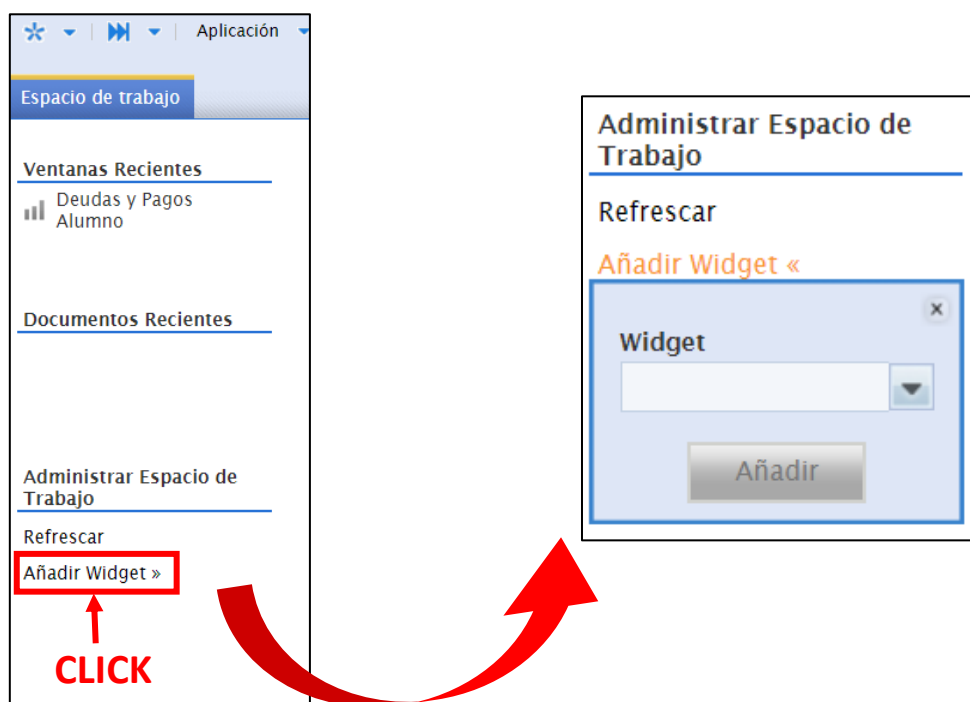 Aplicación
Espacio de trabajo
Ventanas Recientes
Deudas y Pagos
Alumno
Documentos Recientes
Administrar Espacio de
Trabajo
Refrescar
Añadir Widget »
CLICK
Administrar Espacio de
Trabajo
Refrescar
Añadir Widget «
Widget
Añadir